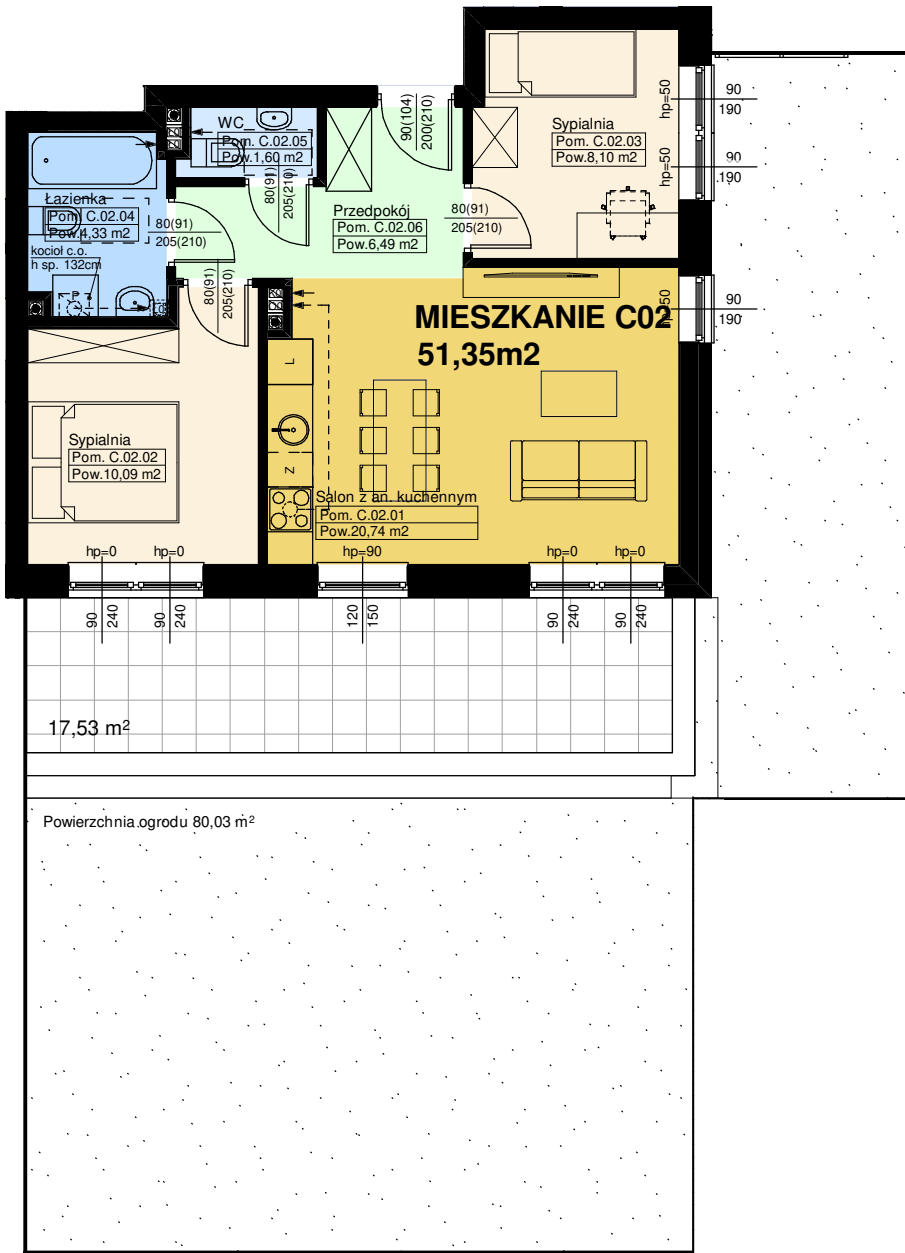 WC
Pom. C.02.05
Pow.1,60 m2
90(104)
200(210)
Sypialnia
Pom. C.02.03
Pow.8,10 m2
hp=50
90
190
hp=50
90
190
Łazienka
Pom. C.02.04
Pow.4,33 m2
kocioł c.o.
h sp. 132cm
P
80(91)
205(210)
80(91)
205(210)
80(91)
205(210)
Przedpokój
Pom. C.02.06
Pow.6,49 m2
80(91)
205(210)
MIESZKANIE C02
51,35m2
hp=50
90
190
L
Z
Sypialnia
Pom. C.02.02
Pow.10,09 m2
Salon z an. kuchennym
Pom. C.02.01
Pow.20,74 m2
hp=0
hp=0
hp=90
hp=0
hp=0
90
240
90
240
120
150
90
240
90
240
17,53 m²
Powierzchnia ogrodu 80,03 m²